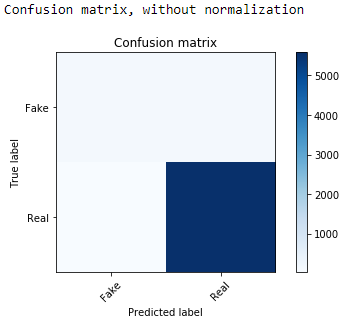 Confusion matrix, without normalization
Confusion matrix
5000
Fake
4000
True label
3000
2000
Real
1000
Fake
Real
Predicted label